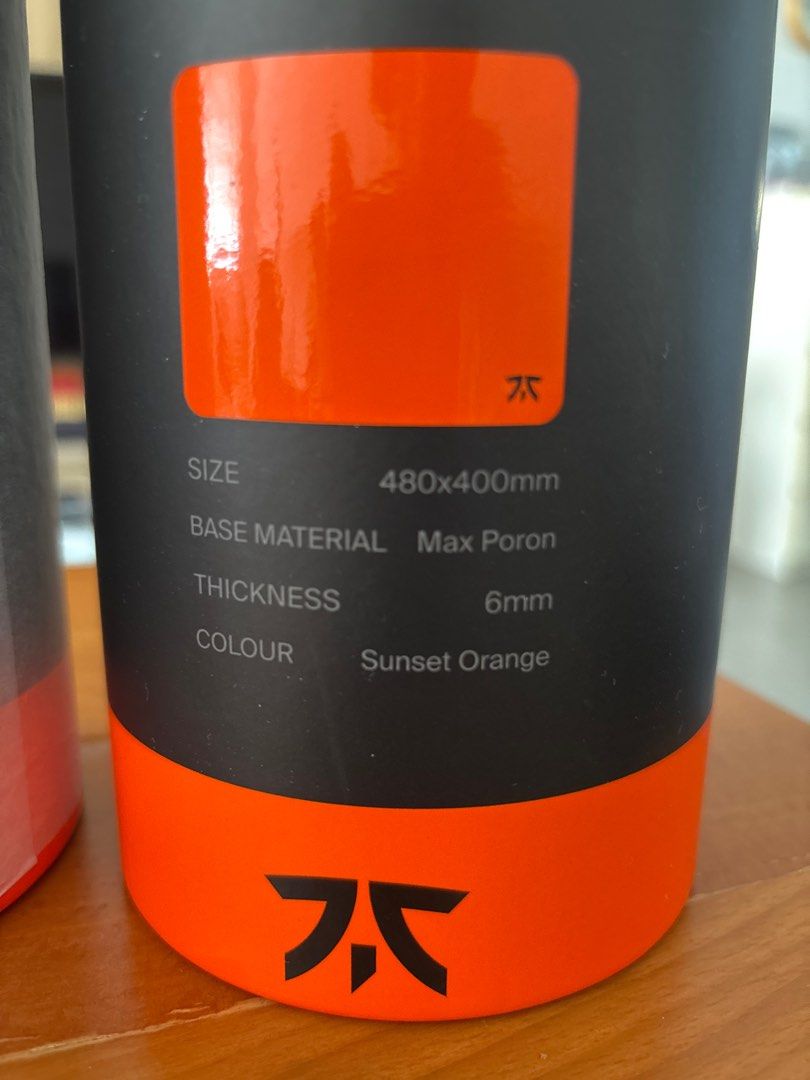 SIZE 480x400mm
BASE MATERIAL Max Poron
THICKNESS 6mm
COLOUR Sunset Orange